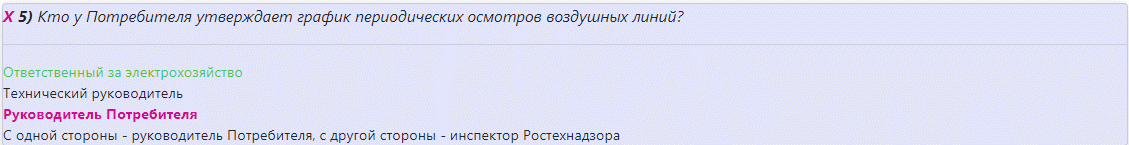 X 5) Кто у Потребителя утверждает график периодических осмотров воздушных линий?
Ответственный за электрохозяйство
Технический руководитель
Руководитель Потребителя
С одной стороны - руководитель Потребителя, с другой стороны - инспектор Ростехнадзора